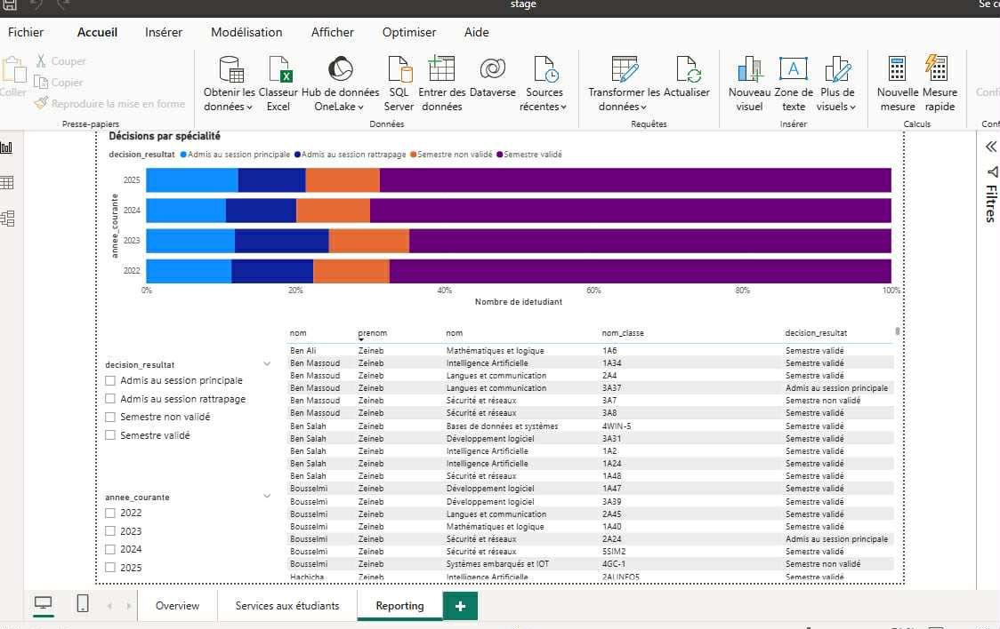 stage
Se c
Fichier Accueil Insérer Modélisation Afficher Optimiser Aide
Couper
Copier
Coller
Reproduire la mise en forme
Presse-papiers
Obtenir les données
Classeur Excel
Hub de données OneLake
SQL Server
Entrer des données
Dataverse
Sources récentes
Données
Transformer les données
Actualiser
Requêtes
Nouveau visuel
Zone de texte
Plus de visuels
Insérer
Nouvelle mesure
Mesure rapide
Calculs
Décisions par spécialité
decision_resultat Admis au session principale Admis au session rattrapage Semestre non validé Semestre validé
annee_courante
2025
2024
2023
2022
0% 20% 40% 60% 80% 100%
Nombre de idetudiant
Filtres
decision_resultat
Admis au session principale
Admis au session rattrapage
Semestre non validé
Semestre validé
annee_courante
2022
2023
2024
2025
nom prenom nom nom_classe decision_resultat
Ben Ali Zeineb Mathématiques et logique 1A6 Semestre validé
Ben Massoud Zeineb Intelligence Artificielle 1A34 Semestre validé
Ben Massoud Zeineb Langues et communication 2A4 Semestre validé
Ben Massoud Zeineb Langues et communication 3A37 Admis au session principale
Ben Massoud Zeineb Sécurité et réseaux 3A7 Semestre non validé
Ben Massoud Zeineb Sécurité et réseaux 3A8 Semestre validé
Ben Salah Zeineb Bases de données et systèmes 4WIN-5 Semestre validé
Ben Salah Zeineb Développement logiciel 3A31 Semestre validé
Ben Salah Zeineb Intelligence Artificielle 1A2 Semestre validé
Ben Salah Zeineb Intelligence Artificielle 1A24 Semestre validé
Ben Salah Zeineb Sécurité et réseaux 1A48 Semestre validé
Bousselmi Zeineb Développement logiciel 1A47 Semestre validé
Bousselmi Zeineb Développement logiciel 3A39 Semestre validé
Bousselmi Zeineb Langues et communication 2A45 Semestre validé
Bousselmi Zeineb Mathématiques et logique 1A40 Semestre validé
Bousselmi Zeineb Sécurité et réseaux 2A24 Admis au session principale
Bousselmi Zeineb Sécurité et réseaux 5SIM2 Semestre validé
Bousselmi Zeineb Systèmes embarqués et IOT 4GC-1 Semestre non validé
Hachicha Zeineb Intelligence Artificielle 2ALINFO5 Semestre validé
Overview Services aux étudiants Reporting